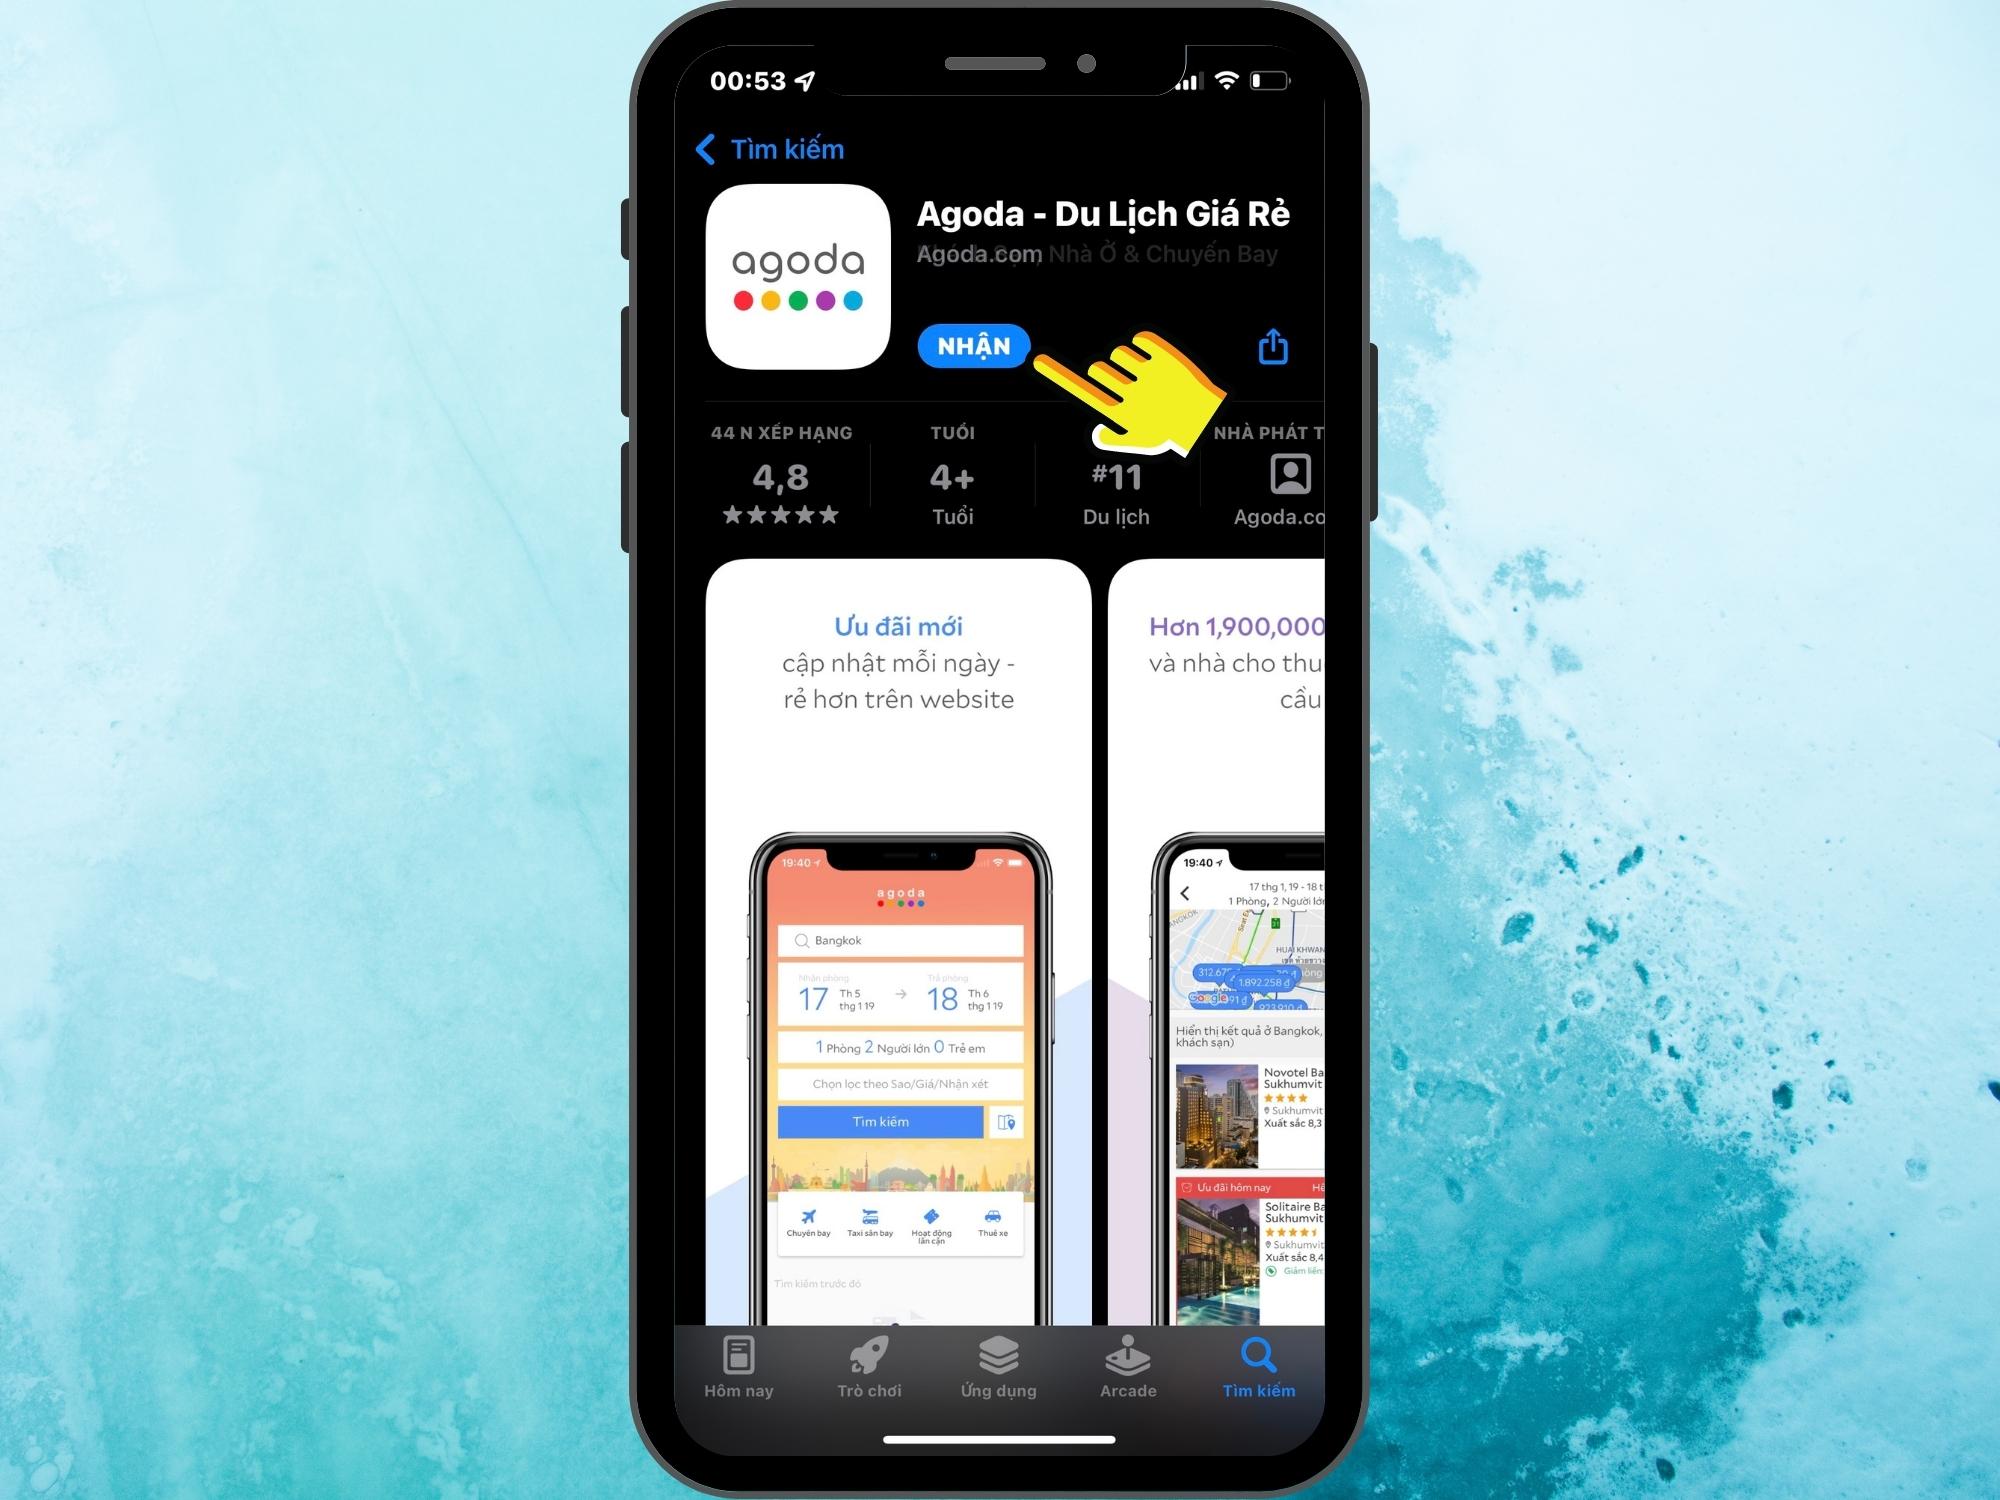 00:53
Tìm kiếm
agoda
Agoda - Du Lịch Giá Rẻ
Agoda.com
Nhà Ở & Chuyến Bay
NHẬN
44 N XẾP HẠNG
4,8
TUỔI
4+
Tuổi
#11
Du lịch
NHÀ PHÁT T
Agoda.co
Ưu đãi mới
cập nhật mỗi ngày -
rẻ hơn trên website
19:40
agoda
Bangkok
Nhận phòng
17
Th 5
thg 1 19
Trả phòng
18
Th 6
thg 1 19
1 Phòng 2 Người lớn 0 Trẻ em
Chọn lọc theo Sao/Giá/Nhận xét
Tìm kiếm
Chuyến bay
Taxi sân bay
Hoạt động
lân cận
Thuê xe
Tìm kiếm trước đó
Hơn 1,900,000
và nhà cho thu
cầu
19:40
17 thg 1, 19 - 18 t
1 Phòng, 2 Người lớn
HUAI KHWAN
1.892.258 đ
Google
923.910 đ
Hiển thị kết quả ở Bangkok,
khách sạn)
Novotel Ba
Sukhumvit
Sukhumvit
Xuất sắc 8,3
Ưu đãi hôm nay
Solitaire Ba
Sukhumvit
Sukhumvit
Xuất sắc 8,4
Giảm liền
Hôm nay
Trò chơi
Ứng dụng
Arcade
Tìm kiếm